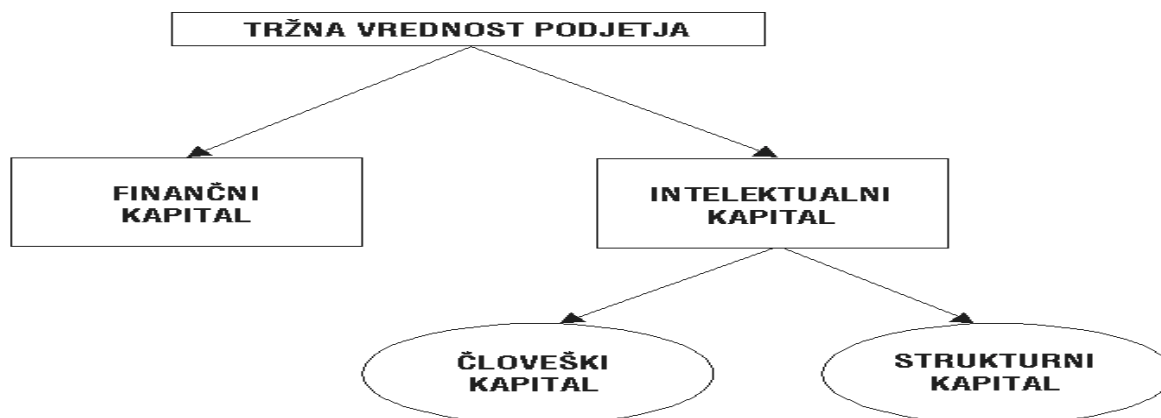 TRŽNA VREDNOST PODJETJA
FINANČNI
KAPITAL
INTELEKTUALNI
KAPITAL
ČLOVEŠKI
KAPITAL
STRUKTURNI
KAPITAL